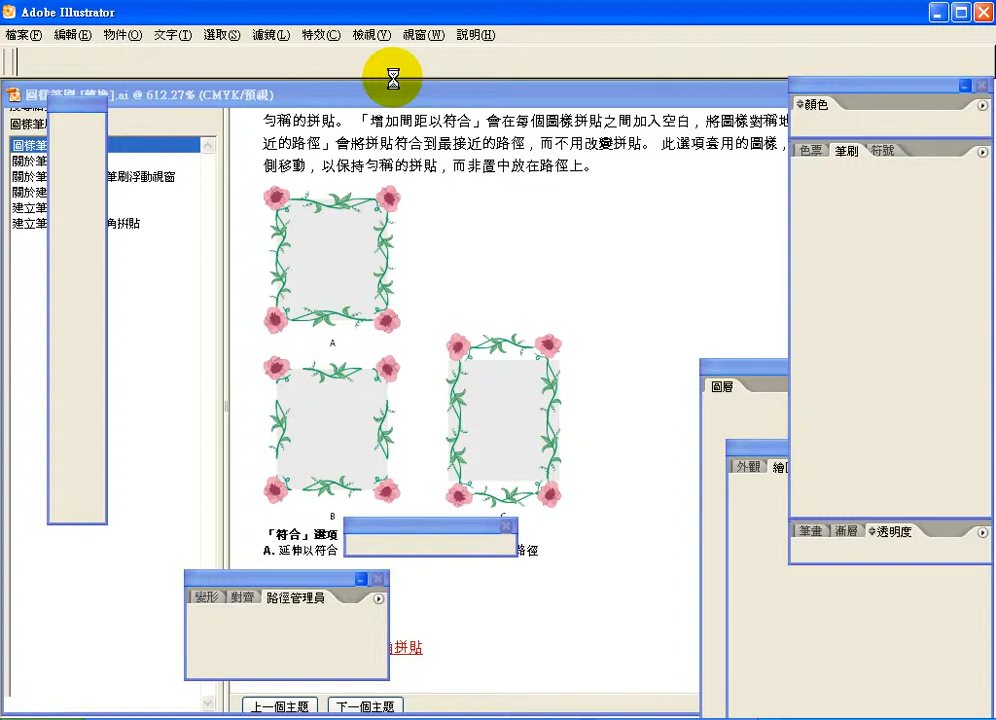 Adobe Illustrator
檔案(F) 編輯(E) 物件(O) 文字(T) 選取(S) 濾鏡(L) 特效(C) 檢視(V) 視窗(W) 說明(H)
.ai @ 612.27% (CMYK/預視)
圖樣筆
圖樣筆
關於筆
關於筆 筆刷浮動視窗
關於建
建立筆
建立筆 角拼貼
勻稱的拼貼。「增加間距以符合」會在每個圖樣拼貼之間加入空白，將圖樣對稱地
近的路徑」會將拼貼符合到最接近的路徑，而不用改變拼貼。 此選項套用的圖樣，
側移動，以保持勻稱的拼貼，而非置中放在路徑上。
A
B
C
「符合」選項
A. 延伸以符合 路徑
角拼貼
上一個主題 下一個主題
變形 對齊 路徑管理員
顏色
色票 筆刷 符號
圖層
外觀 繪
筆畫 漸層 透明度